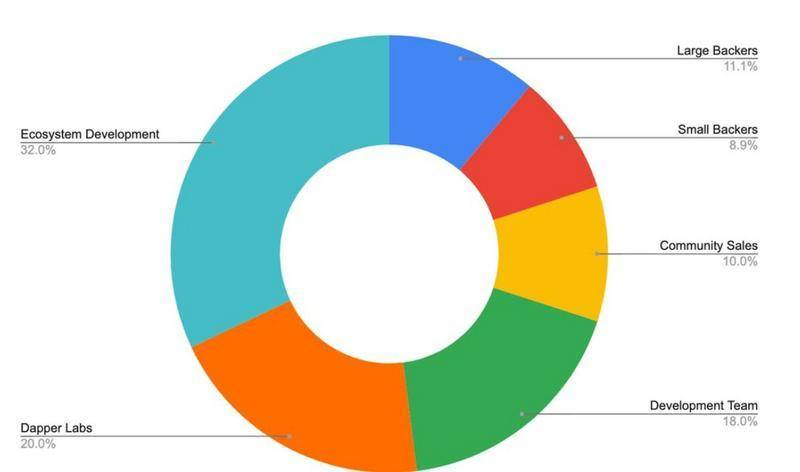 Large Backers
11.1%
Small Backers
8.9%
Community Sales
10.0%
Development Team
18.0%
Dapper Labs
20.0%
Ecosystem Development
32.0%